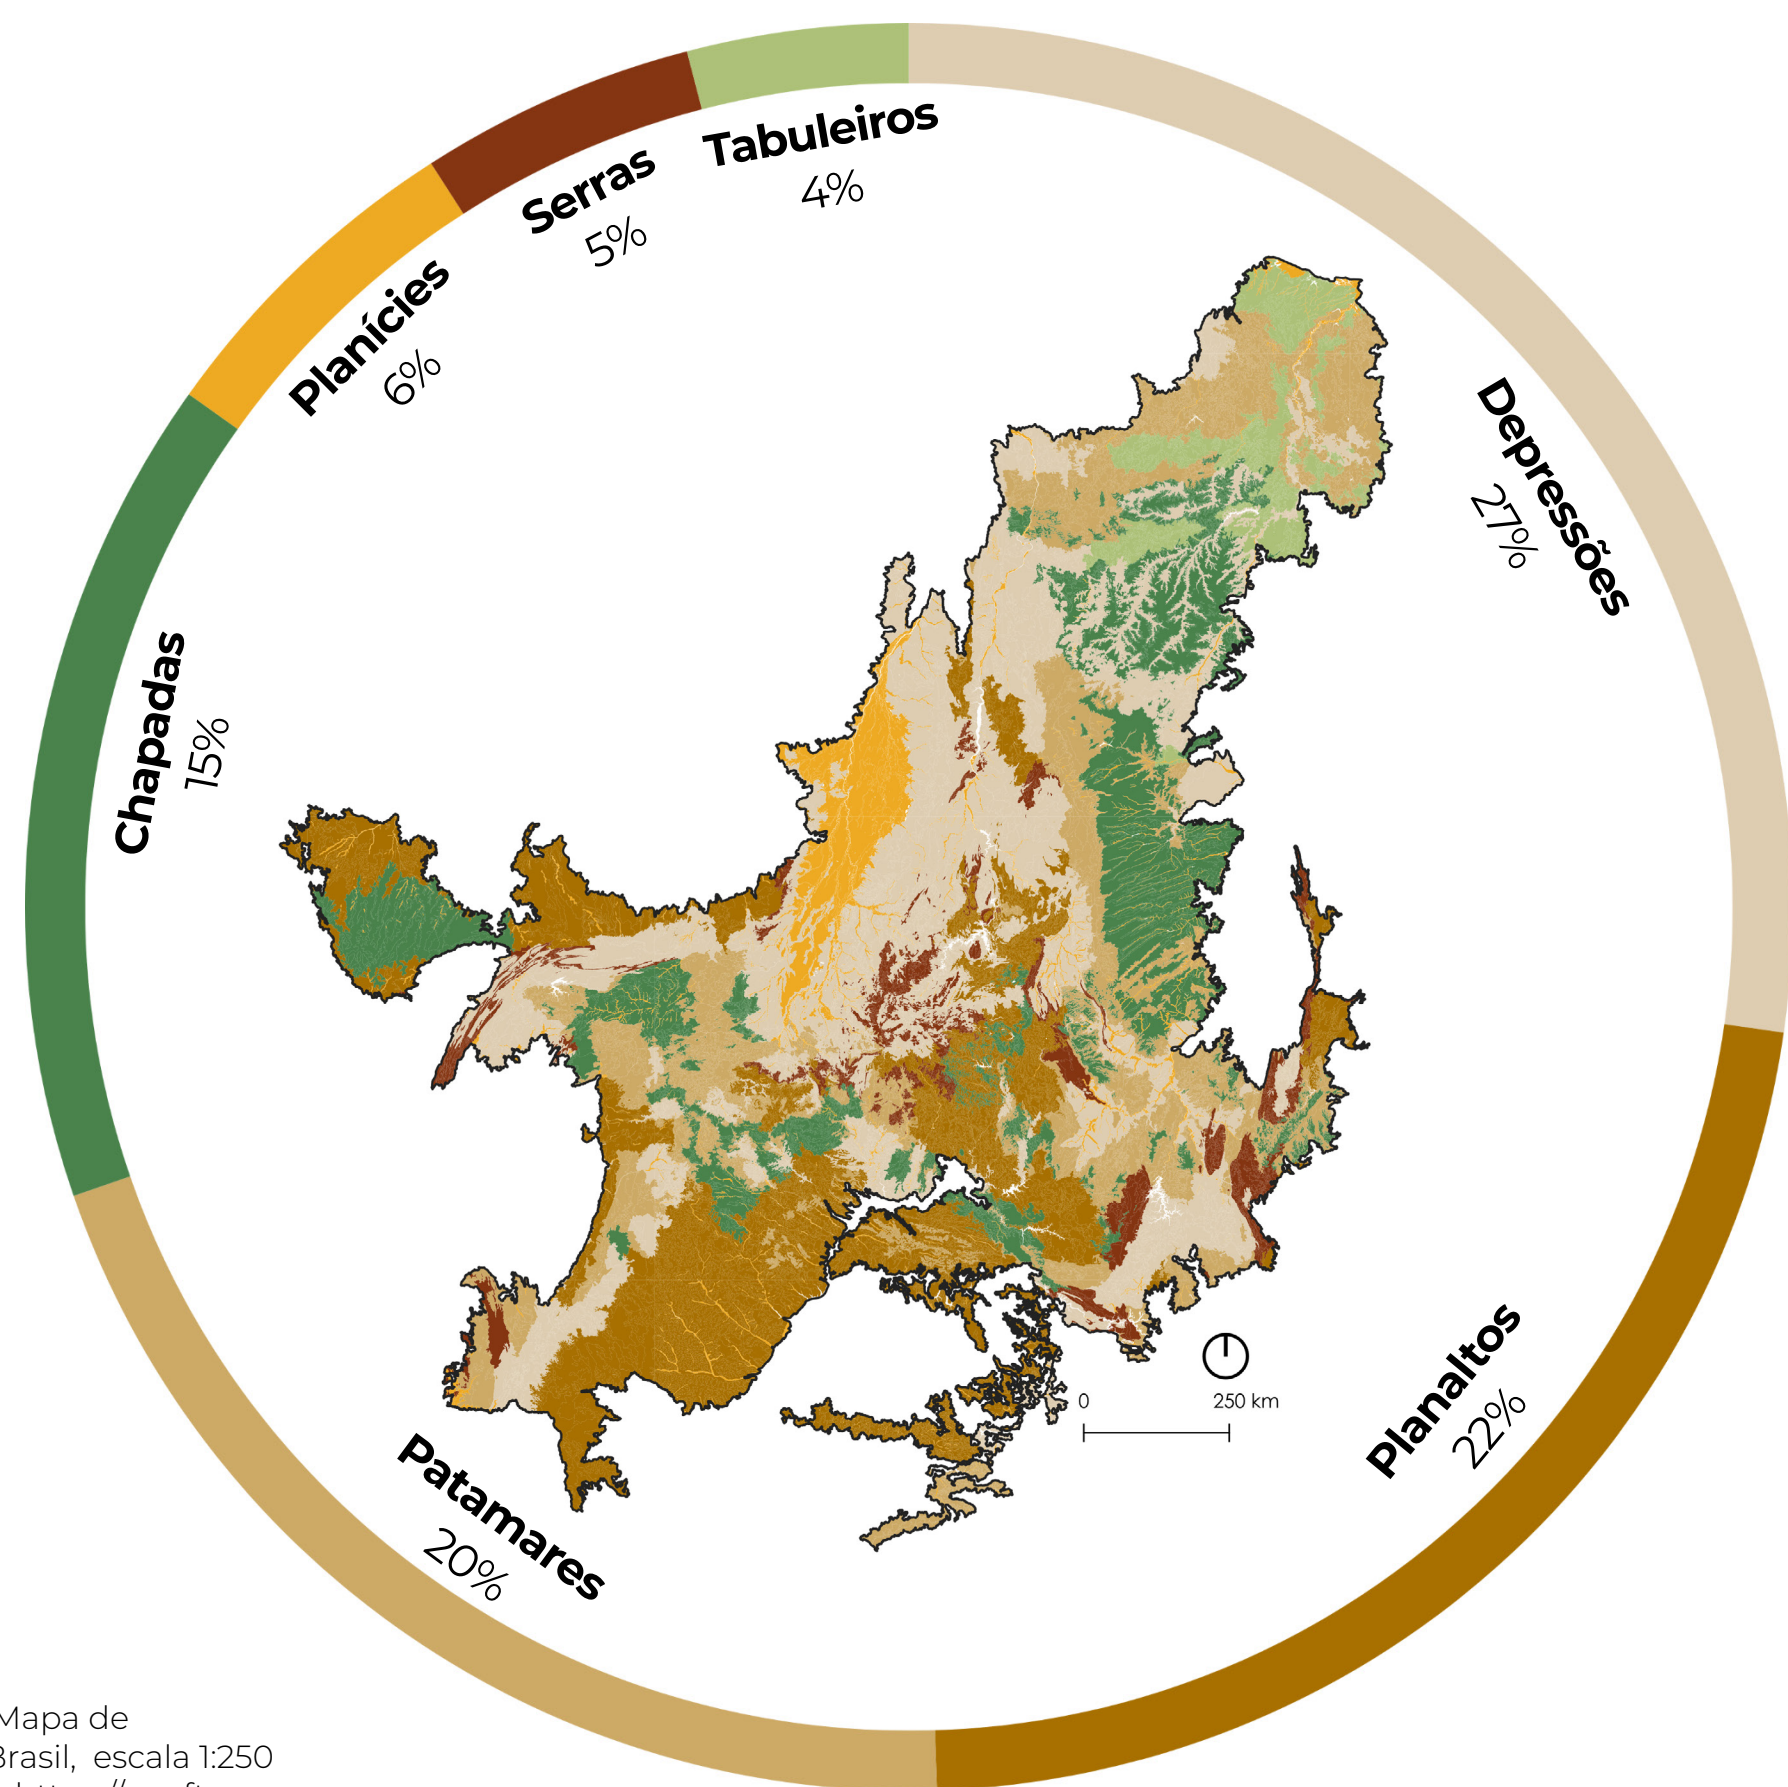 Tabuleiros
4%
Serras
5%
Planícies
6%
Depressões
27%
Chapadas
15%
0 250 km
Planaltos
22%
Patamares
20%
Mapa de
Brasil, escala 1:250